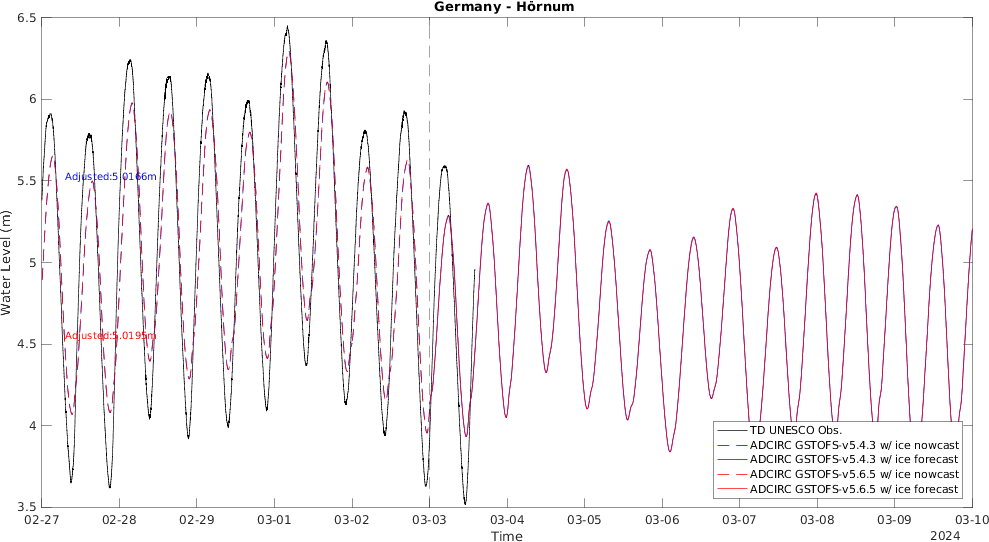 Germany - Hörnum
6.5
6
5.5
5
4.5
4
3.5
Water Level (m)
Adjusted:5.0166m
Adjusted:5.0195m
TD UNESCO Obs.
ADCIRC GSTOFS-v5.4.3 w/ ice nowcast
ADCIRC GSTOFS-v5.4.3 w/ ice forecast
ADCIRC GSTOFS-v5.6.5 w/ ice nowcast
ADCIRC GSTOFS-v5.6.5 w/ ice forecast
02-27 02-28 02-29 03-01 03-02 03-03 03-04 03-05 03-06 03-07 03-08 03-09 03-10
Time
2024